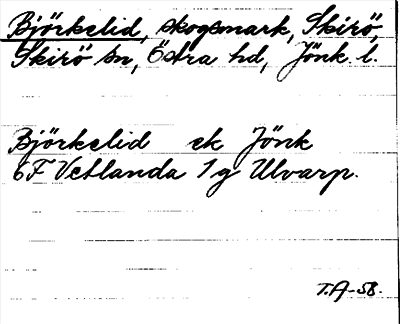 Björkelid, skogsmark, Skirö,
Skirö sn, Östra hd, Jönk. l.
Björkelid ek Jönk
6F Vetlanda 1 g Ulvarp.
T.A-58.